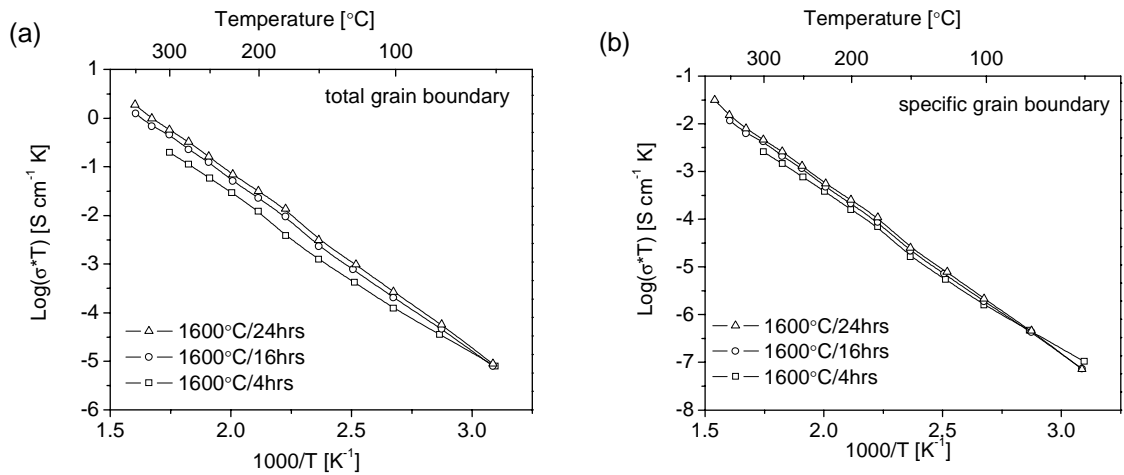 (a)
Temperature [°C]
300 200 100
total grain boundary
Log(σ*T) [S cm⁻¹ K]
1
0
-1
-2
-3
-4
-5
-6
1600°C/24hrs
1600°C/16hrs
1600°C/4hrs
1.5 2.0 2.5 3.0
1000/T [K⁻¹]
(b)
Temperature [°C]
300 200 100
specific grain boundary
Log(σ*T) [S cm⁻¹ K]
-1
-2
-3
-4
-5
-6
-7
-8
1600°C/24hrs
1600°C/16hrs
1600°C/4hrs
1.5 2.0 2.5 3.0
1000/T [K⁻¹]